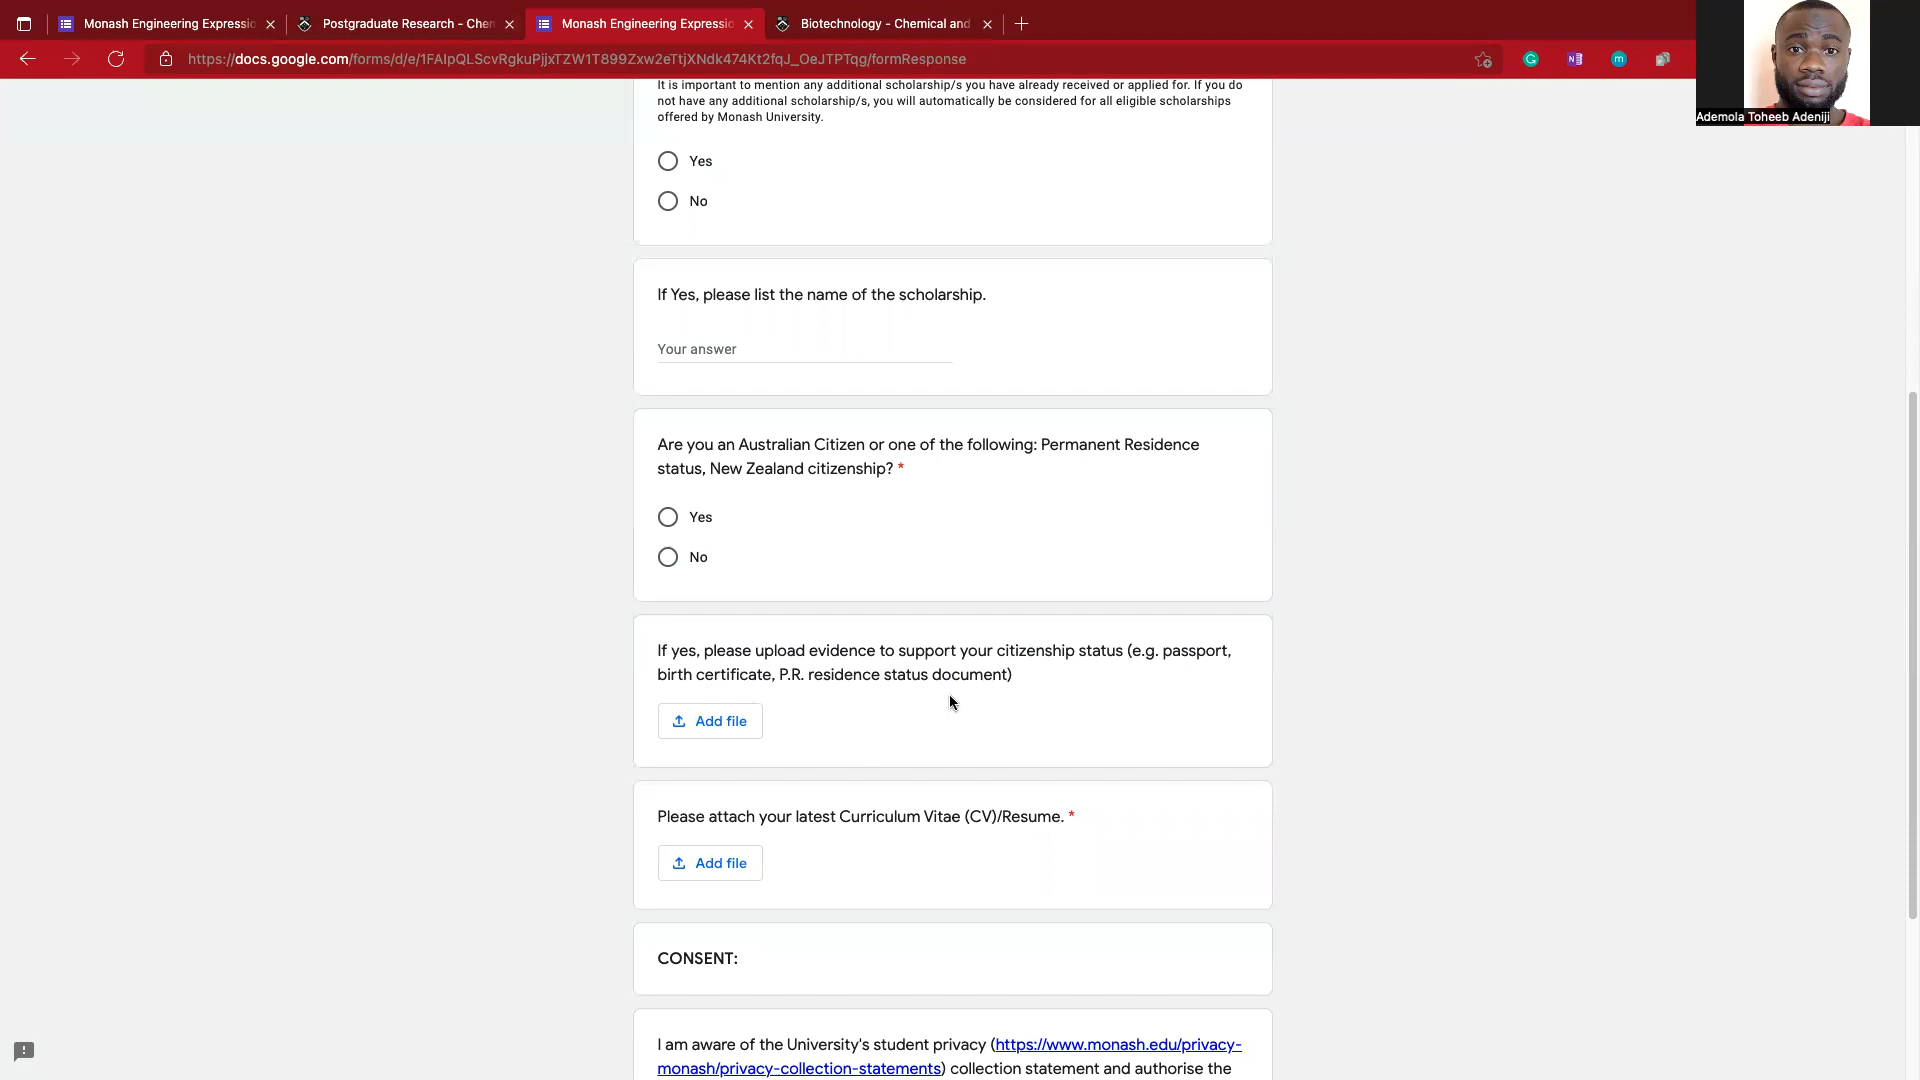 Monash Engineering Expressio
Postgraduate Research - Chem
Monash Engineering Expressio
Biotechnology - Chemical and
https://docs.google.com/forms/d/e/1FAIpQLScvRgkuPjjxTZW1T899Zxw2eTtjXNdk474Kt2fqJ_OeJTPTqg/formResponse
Ademola Toheeb Adeniji
It is important to mention any additional scholarship/s you have already received or applied for. If you do
not have any additional scholarship/s, you will automatically be considered for all eligible scholarships
offered by Monash University.
Yes
No
If Yes, please list the name of the scholarship.
Your answer
Are you an Australian Citizen or one of the following: Permanent Residence
status, New Zealand citizenship? *
Yes
No
If yes, please upload evidence to support your citizenship status (e.g. passport,
birth certificate, P.R. residence status document)
Add file
Please attach your latest Curriculum Vitae (CV)/Resume. *
Add file
CONSENT:
I am aware of the University's student privacy (https://www.monash.edu/privacy-
monash/privacy-collection-statements) collection statement and authorise the